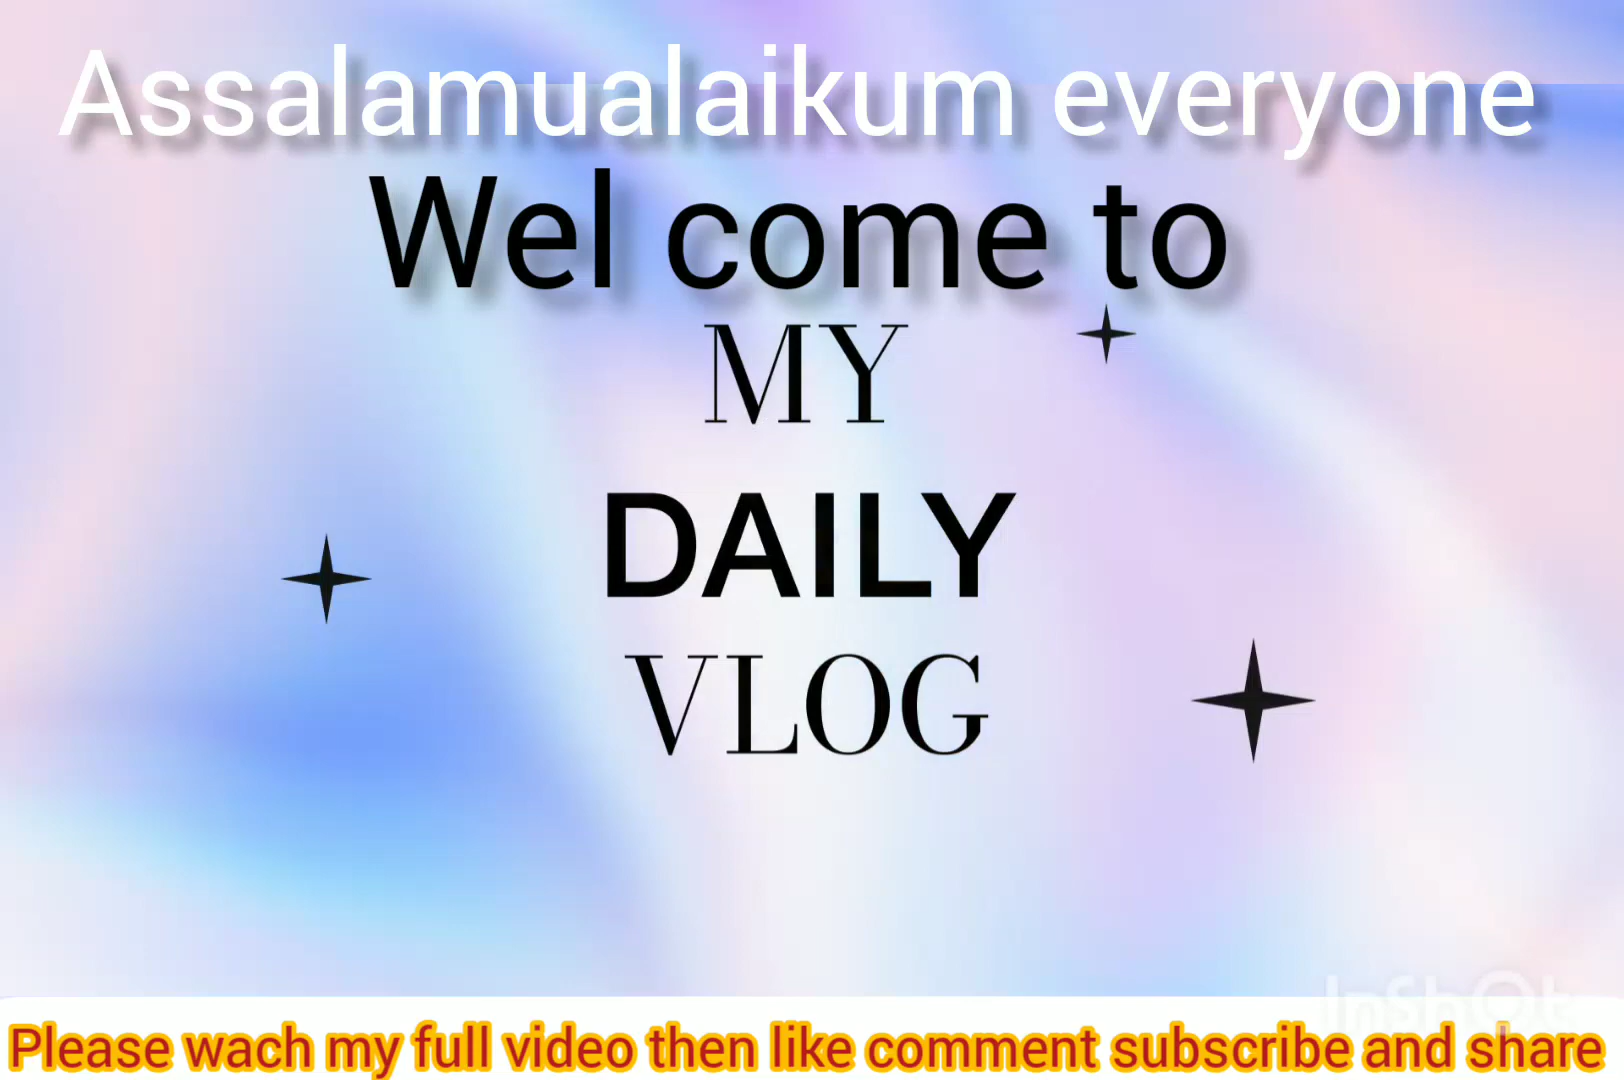 Assalamualaikum everyone
Wel come to
MY
DAILY
VLOG
InShOt
Please wach my full video then like comment subscribe and share